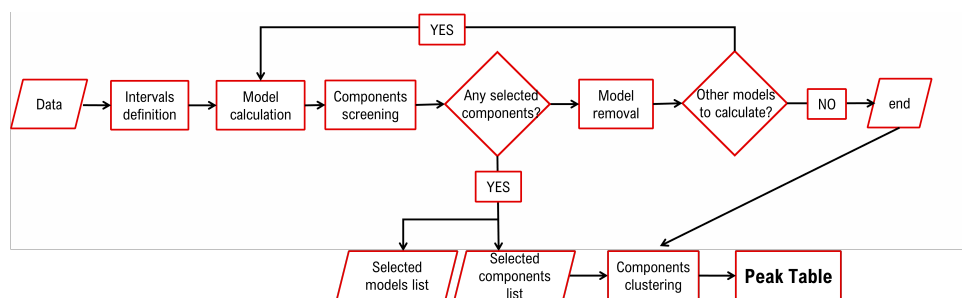 YES
Data
Intervals
definition
Model
calculation
Components
screening
Any selected
components?
Model
removal
Other models
to calculate?
NO
end
YES
Selected
models list
Selected
components
list
Components
clustering
Peak Table